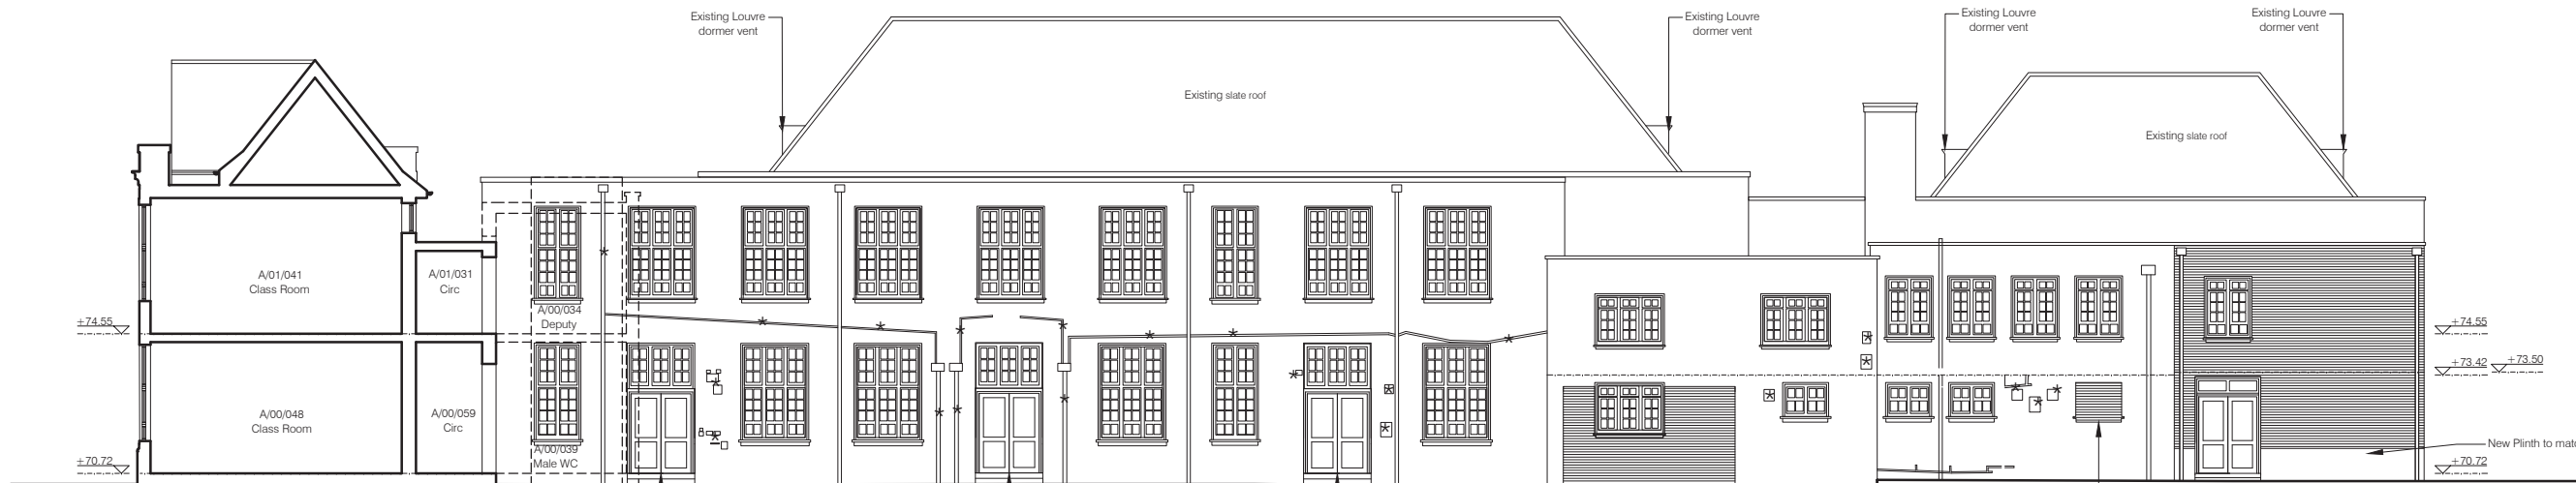 Existing Louvre
dormer vent
Existing Louvre
dormer vent
Existing Louvre
dormer vent
Existing Louvre
dormer vent
Existing slate roof
Existing slate roof
A/01/041
Class Room
A/01/031
Circ
A/00/034
Deputy
+74.55
+74.55
+73.42
+73.50
A/00/048
Class Room
A/00/059
Circ
A/00/039
Male WC
New Plinth to mat
+70.72
+70.72